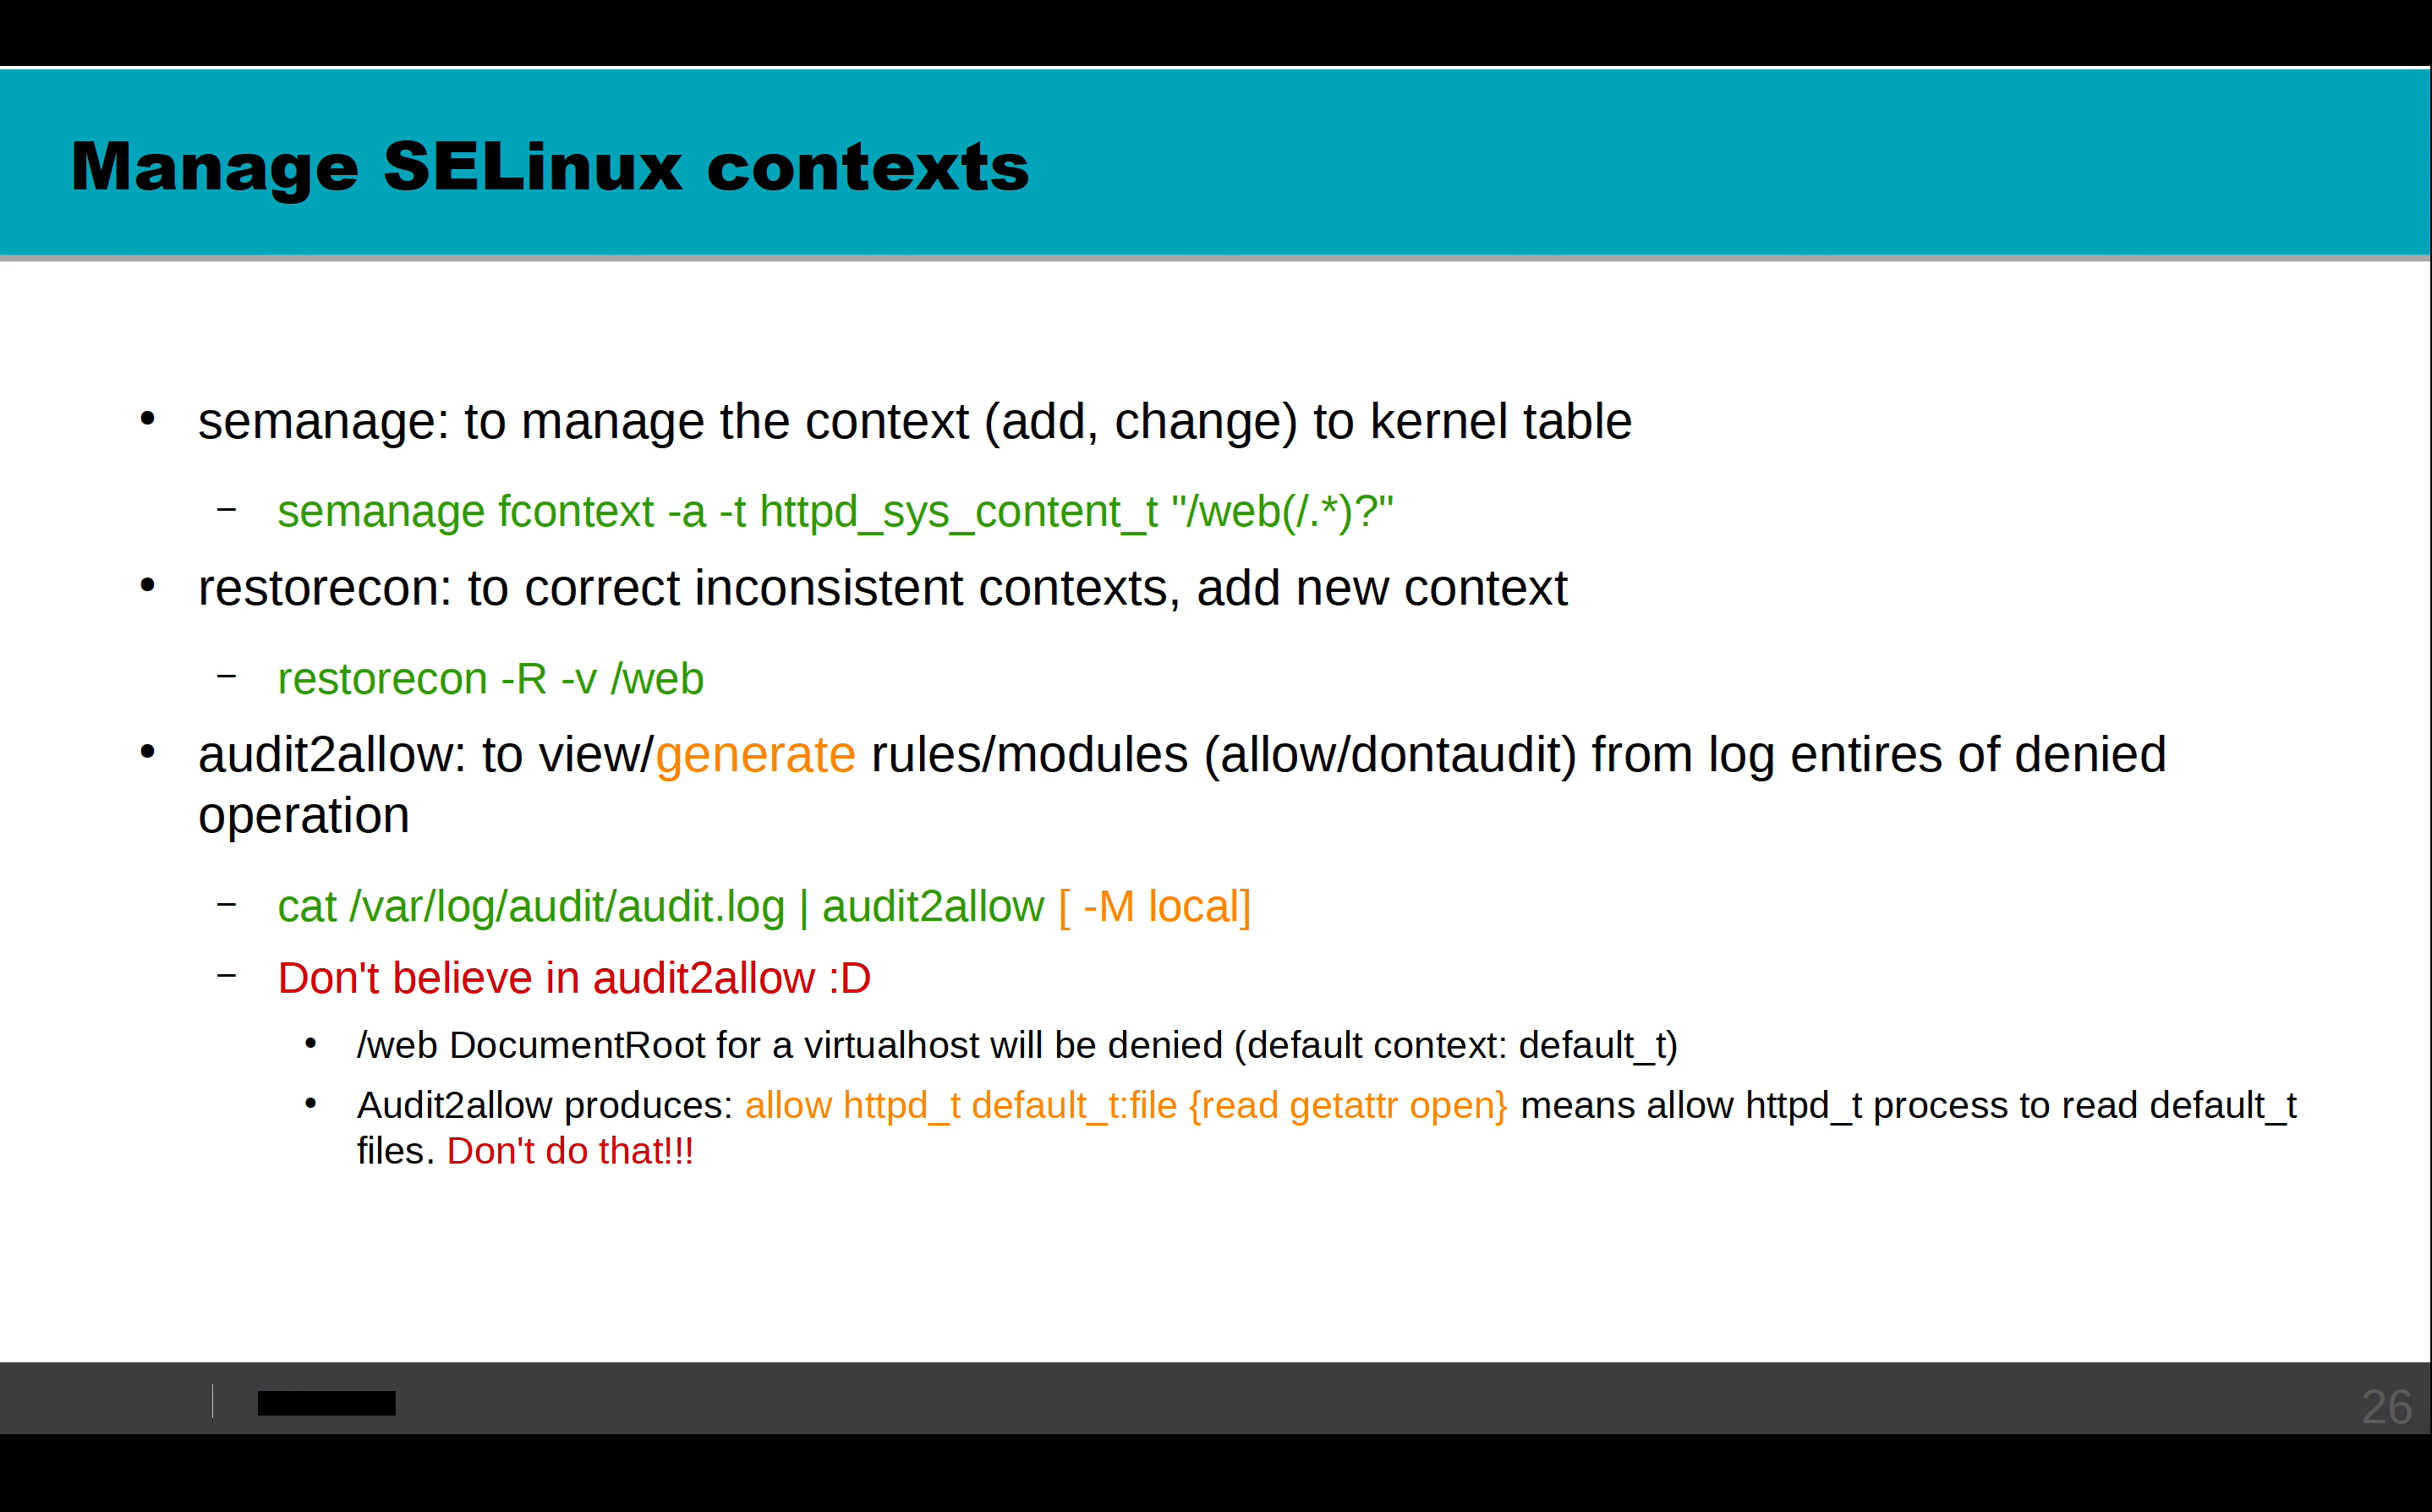 Manage SELinux contexts
• semanage: to manage the context (add, change) to kernel table
– semanage fcontext -a -t httpd_sys_content_t "/web(/.*)?"
• restorecon: to correct inconsistent contexts, add new context
– restorecon -R -v /web
• audit2allow: to view/generate rules/modules (allow/dontaudit) from log entires of denied
operation
– cat /var/log/audit/audit.log | audit2allow [ -M local]
– Don't believe in audit2allow :D
• /web DocumentRoot for a virtualhost will be denied (default context: default_t)
• Audit2allow produces: allow httpd_t default_t:file {read getattr open} means allow httpd_t process to read default_t
files. Don't do that!!!
26